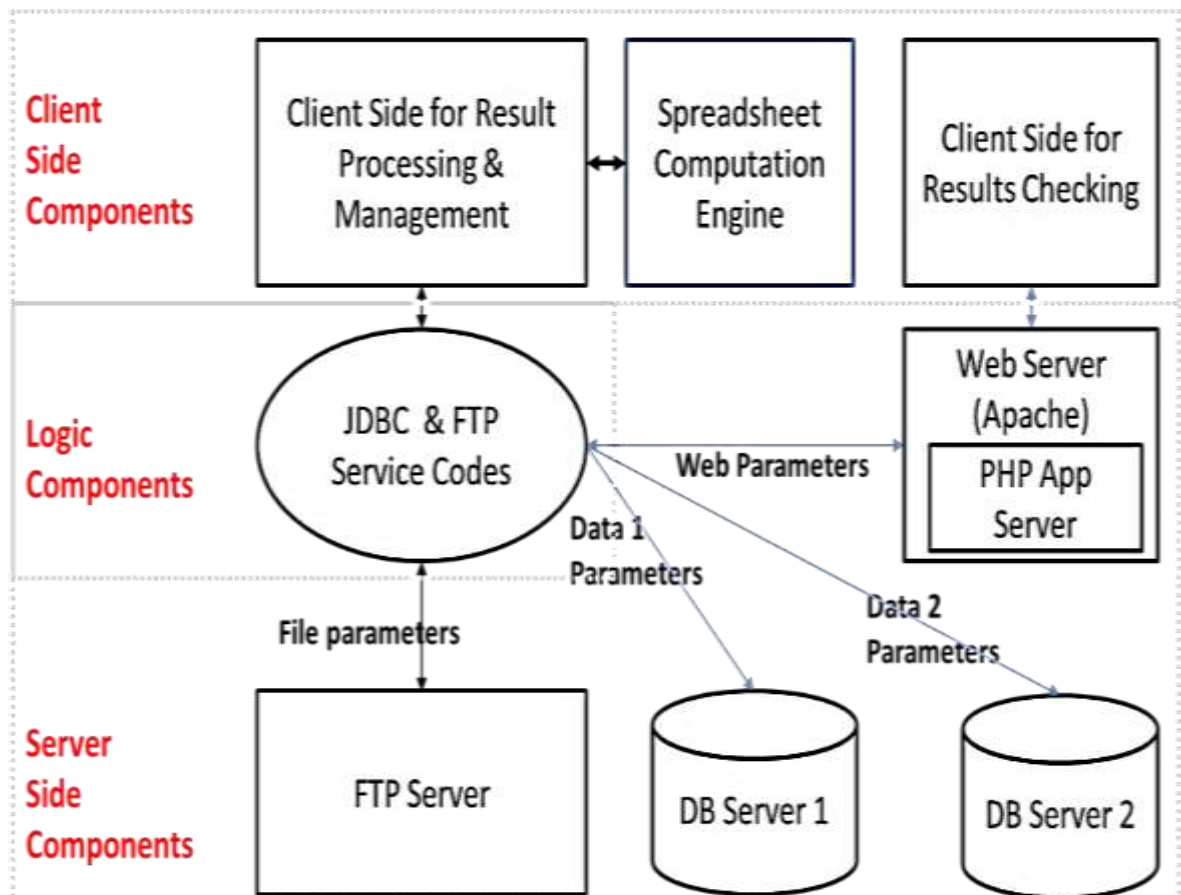 Client
Side
Components
Client Side for Result
Processing &
Management
Spreadsheet
Computation
Engine
Client Side for
Results Checking
Logic
Components
JDBC & FTP
Service Codes
Web Parameters
Web Server
(Apache)
PHP App
Server
Data 1
Parameters
Data 2
Parameters
File parameters
Server
Side
Components
FTP Server
DB Server 1
DB Server 2